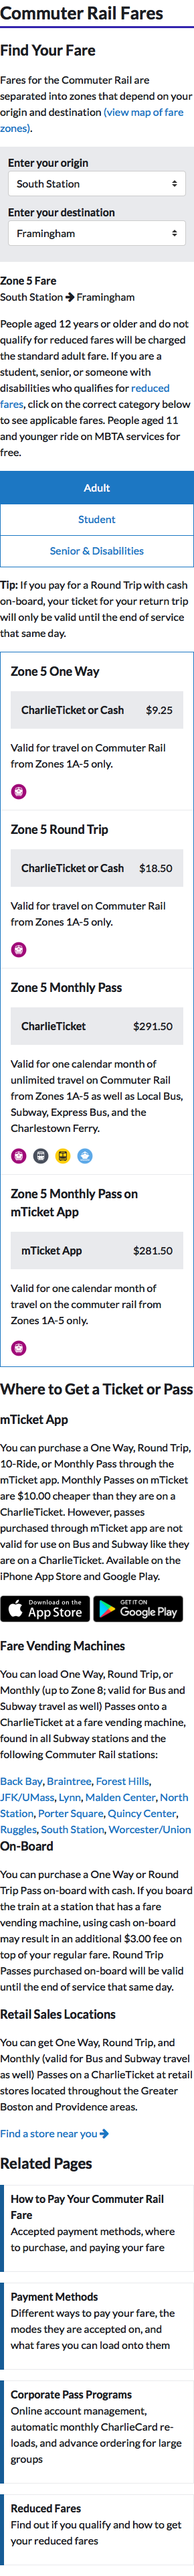 Commuter Rail Fares
Find Your Fare
Fares for the Commuter Rail are
separated into zones that depend on your
origin and destination (view map of fare
zones).
Enter your origin
South Station
Enter your destination
Framingham
Zone 5 Fare
South Station → Framingham
People aged 12 years or older and do not
qualify for reduced fares will be charged
the standard adult fare. If you are a
student, senior, or someone with
disabilities who qualifies for reduced
fares, click on the correct category below
to see applicable fares. People aged 11
and younger ride on MBTA services for
free.
Adult
Student
Senior & Disabilities
Tip: If you pay for a Round Trip with cash
on-board, your ticket for your return trip
will only be valid until the end of service
that same day.
Zone 5 One Way
CharlieTicket or Cash $9.25
Valid for travel on Commuter Rail
from Zones 1A-5 only.
Zone 5 Round Trip
CharlieTicket or Cash $18.50
Valid for travel on Commuter Rail
from Zones 1A-5 only.
Zone 5 Monthly Pass
CharlieTicket $291.50
Valid for one calendar month of
unlimited travel on Commuter Rail
from Zones 1A-5 as well as Local Bus,
Subway, Express Bus, and the
Charlestown Ferry.
Zone 5 Monthly Pass on
mTicket App
mTicket App $281.50
Valid for one calendar month of
travel on the commuter rail from
Zones 1A-5 only.
Where to Get a Ticket or Pass
mTicket App
You can purchase a One Way, Round Trip,
10-Ride, or Monthly Pass through the
mTicket app. Monthly Passes on mTicket
are $10.00 cheaper than they are on a
CharlieTicket. However, passes
purchased through mTicket app are not
valid for use on Bus and Subway like they
are on a CharlieTicket. Available on the
iPhone App Store and Google Play.
Download on the
App Store
GET IT ON
Google Play
Fare Vending Machines
You can load One Way, Round Trip, or
Monthly (up to Zone 8; valid for Bus and
Subway travel as well) Passes onto a
CharlieTicket at a fare vending machine,
found in all Subway stations and the
following Commuter Rail stations:
Back Bay, Braintree, Forest Hills,
JFK/UMass, Lynn, Malden Center, North
Station, Porter Square, Quincy Center,
Ruggles, South Station, Worcester/Union
On-Board
You can purchase a One Way or Round
Trip Pass on-board with cash. If you board
the train at a station that has a fare
vending machine, using cash on-board
may result in an additional $3.00 fee on
top of your regular fare. Round Trip
Passes purchased on-board will be valid
until the end of service that same day.
Retail Sales Locations
You can get One Way, Round Trip, and
Monthly (valid for Bus and Subway travel
as well) Passes on a CharlieTicket at retail
stores located throughout the Greater
Boston and Providence areas.
Find a store near you →
Related Pages
How to Pay Your Commuter Rail
Fare
Accepted payment methods, where
to purchase, and paying your fare
Payment Methods
Different ways to pay your fare, the
modes they are accepted on, and
what fares you can load onto them
Corporate Pass Programs
Online account management,
automatic monthly CharlieCard re-
loads, and advance ordering for large
groups
Reduced Fares
Find out if you qualify and how to get
your reduced fares